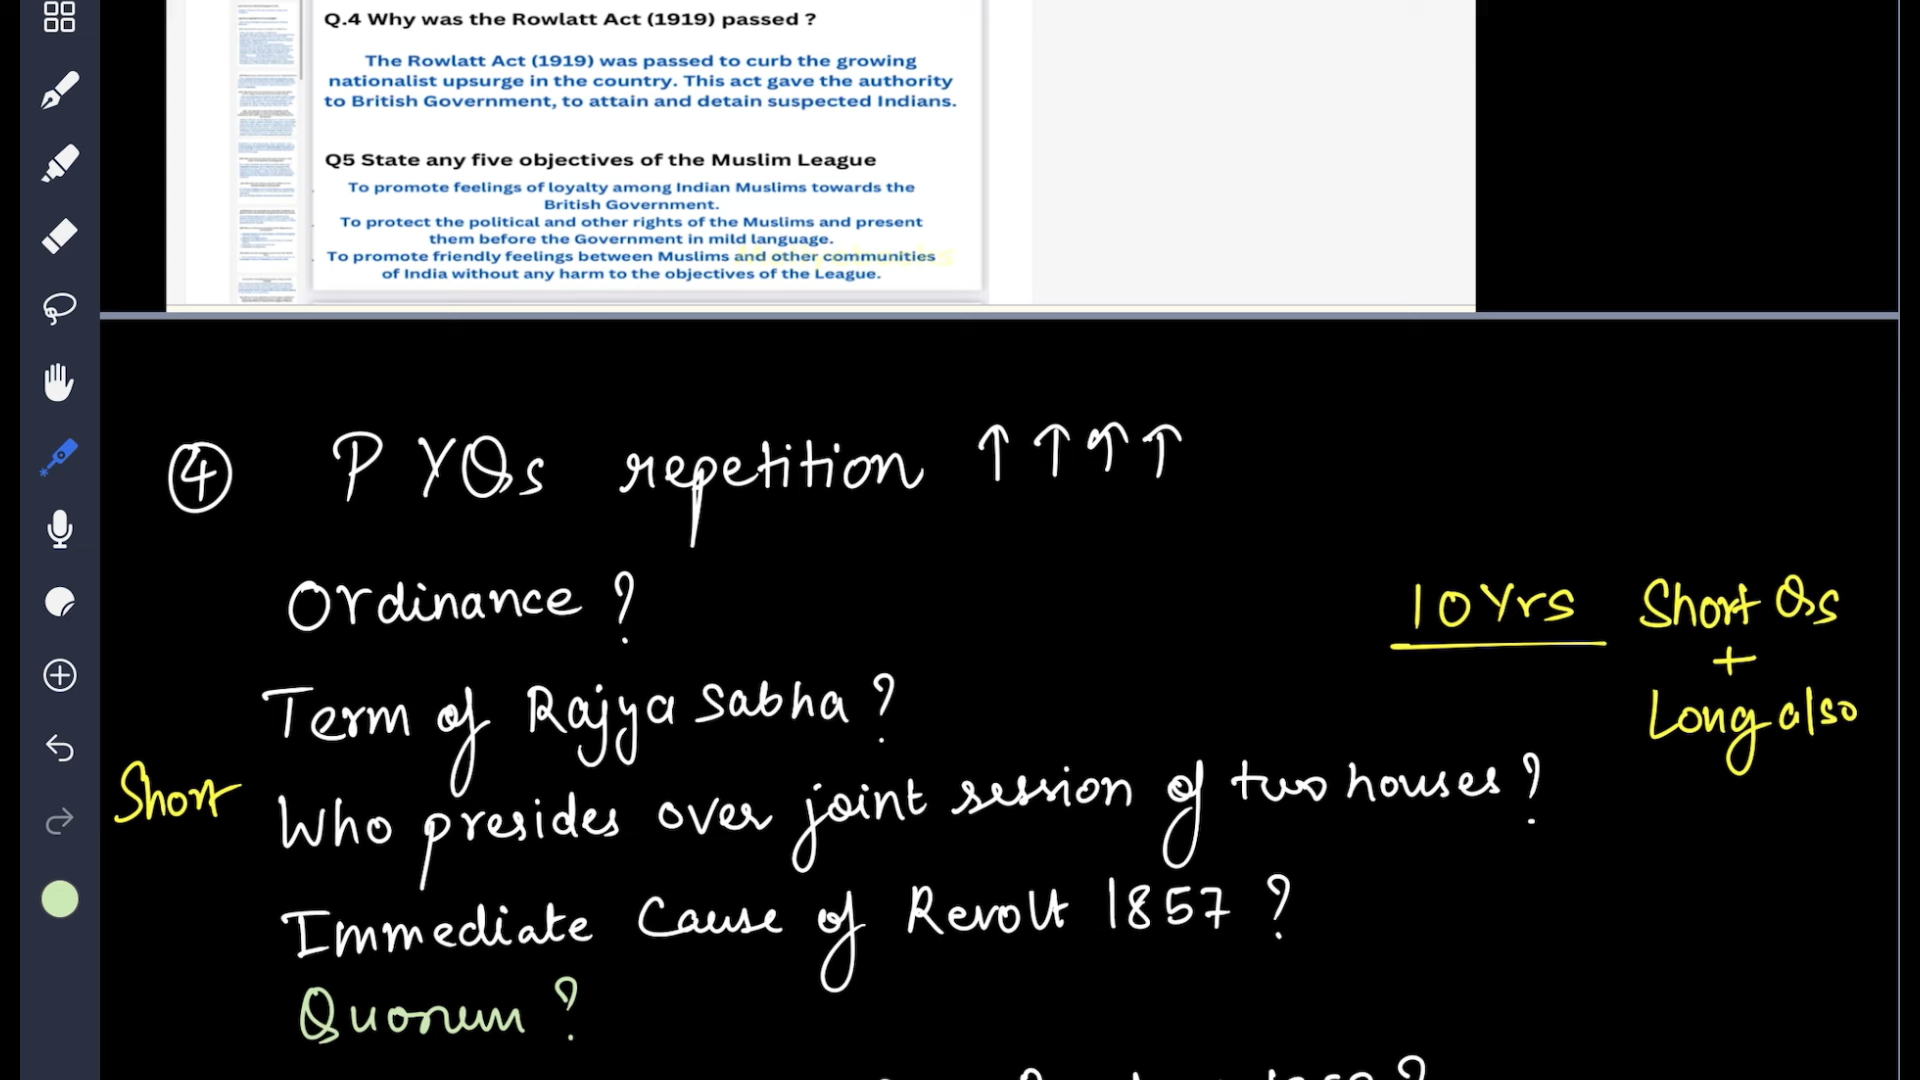 Q.4 Why was the Rowlatt Act (1919) passed ?
The Rowlatt Act (1919) was passed to curb the growing
nationalist upsurge in the country. This act gave the authority
to British Government, to attain and detain suspected Indians.
Q5 State any five objectives of the Muslim League
To promote feelings of loyalty among Indian Muslims towards the
British Government.
To protect the political and other rights of the Muslims and present
them before the Government in mild language.
To promote friendly feelings between Muslims and other communities
of India without any harm to the objectives of the League.
4 PYQs repetition ↑↑↑↑
Ordinance ?
10 Yrs Short Qs
+
Long also
Term of Rajya Sabha ?
Short
Who presides over joint session of two houses ?
Immediate Cause of Revolt 1857 ?
Quorum ?